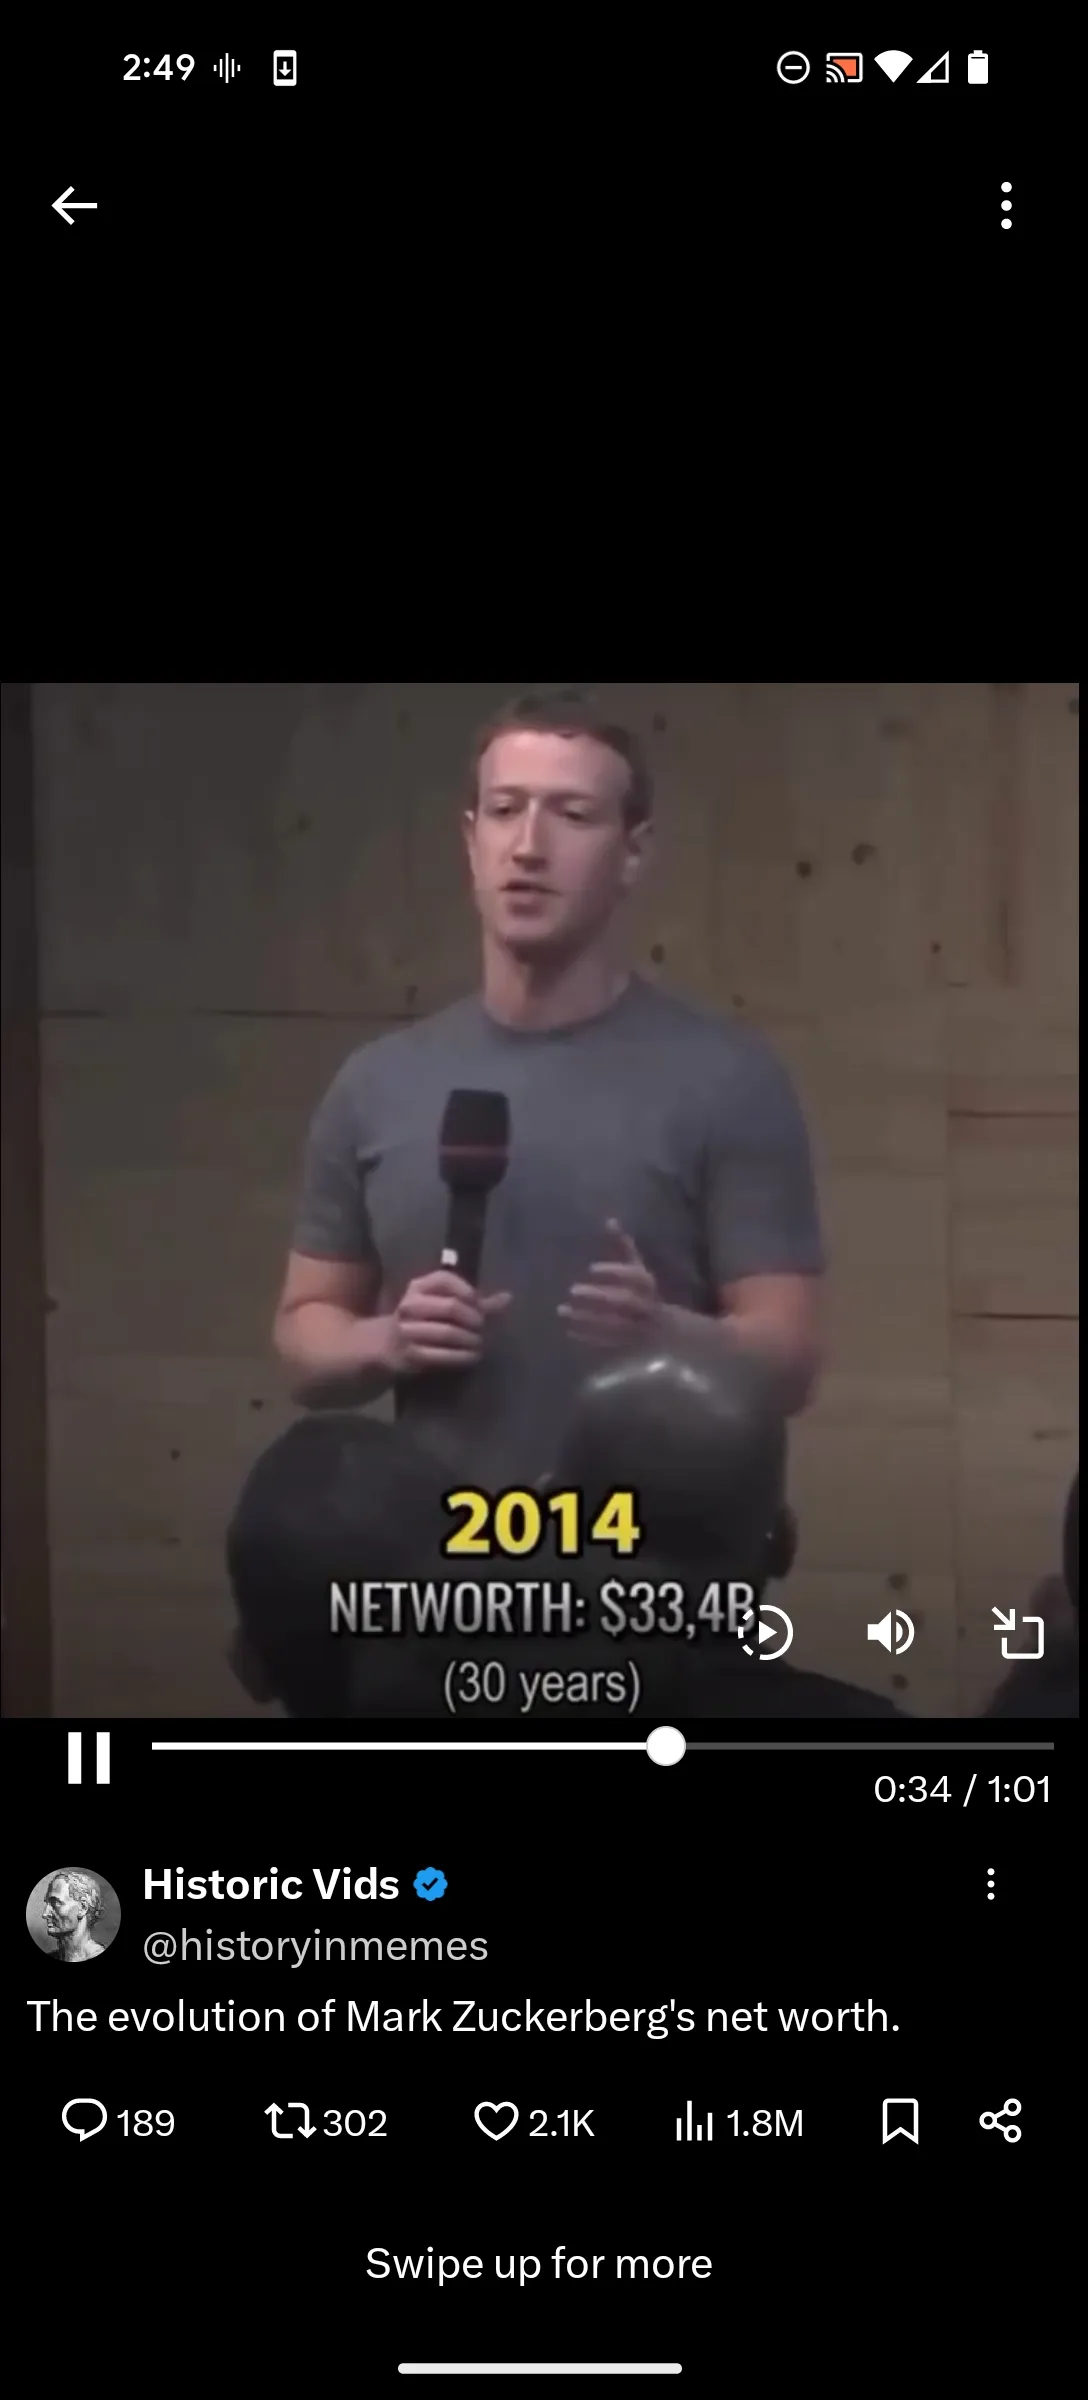 2:49
2014
NETWORTH: $33,4B
(30 years)
0:34 / 1:01
Historic Vids
@historyinmemes
The evolution of Mark Zuckerberg's net worth.
189 302 2.1K 1.8M
Swipe up for more